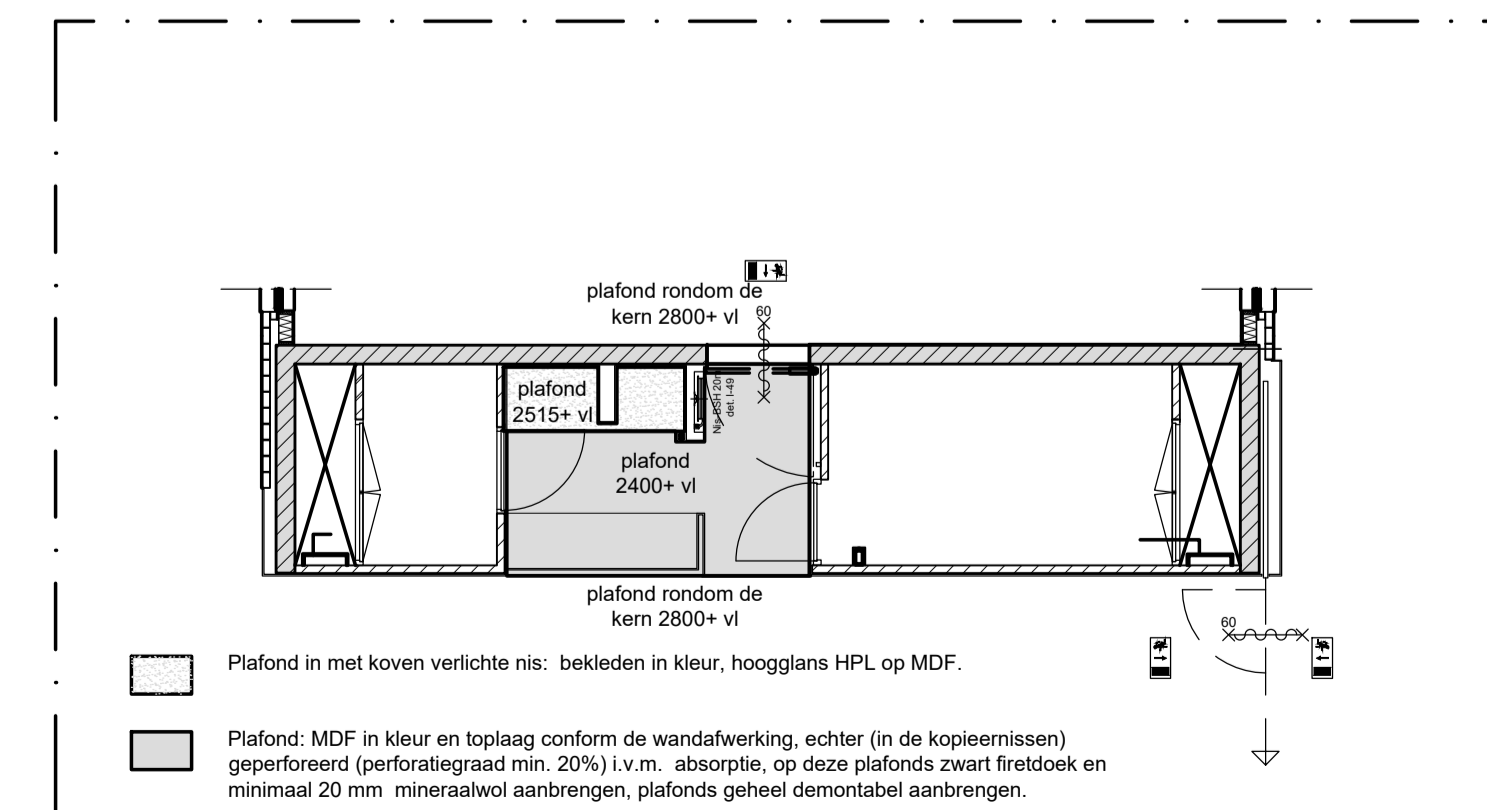 plafond rondom de
kern 2800+ vl
60
plafond
2515+ vl
Nis BSH 20m
det. I-49
plafond
2400+ vl
plafond rondom de
kern 2800+ vl
60
Plafond in met koven verlichte nis: bekleden in kleur, hoogglans HPL op MDF.
Plafond: MDF in kleur en toplaag conform de wandafwerking, echter (in de kopieernissen)
geperforeerd (perforatiegraad min. 20%) i.v.m. absorptie, op deze plafonds zwart firetdoek en
minimaal 20 mm mineraalwol aanbrengen, plafonds geheel demontabel aanbrengen.